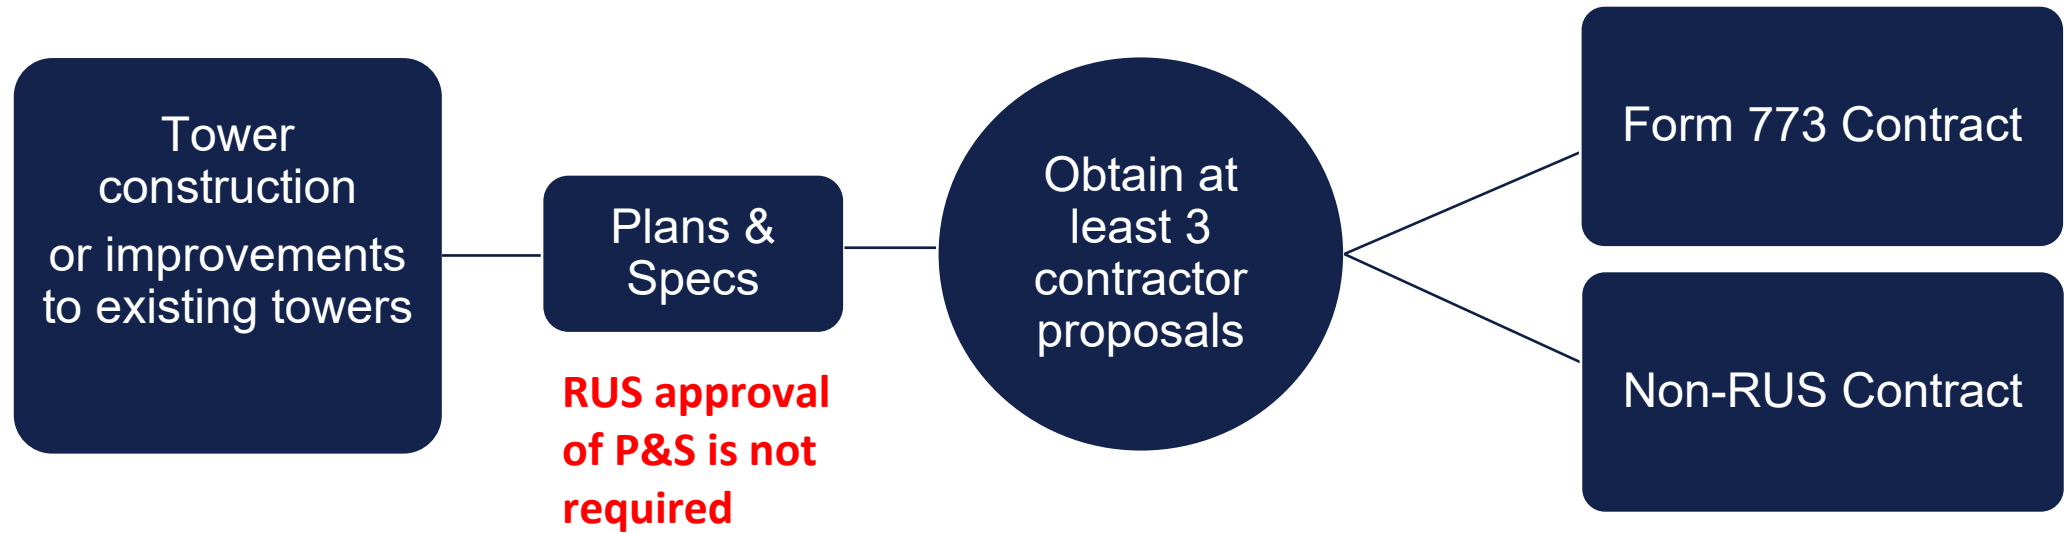 Tower
construction
or improvements
to existing towers
Plans &
Specs
RUS approval
of P&S is not
required
Obtain at
least 3
contractor
proposals
Form 773 Contract
Non-RUS Contract